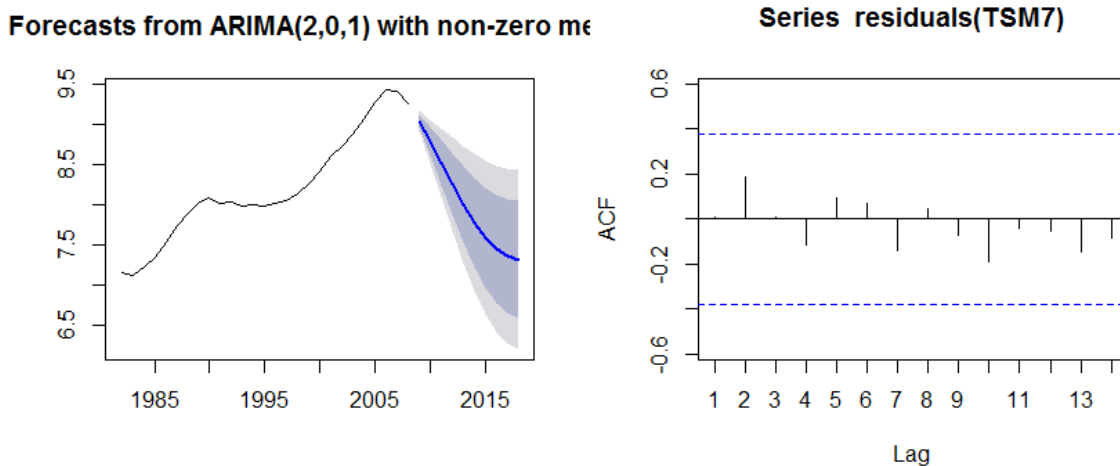 Forecasts from ARIMA(2,0,1) with non-zero me
9.5
8.5
7.5
6.5
1985 1995 2005 2015
Series residuals(TSM7)
0.6
0.2
-0.2
-0.6
ACF
1 2 3 4 5 6 7 8 9 11 13
Lag